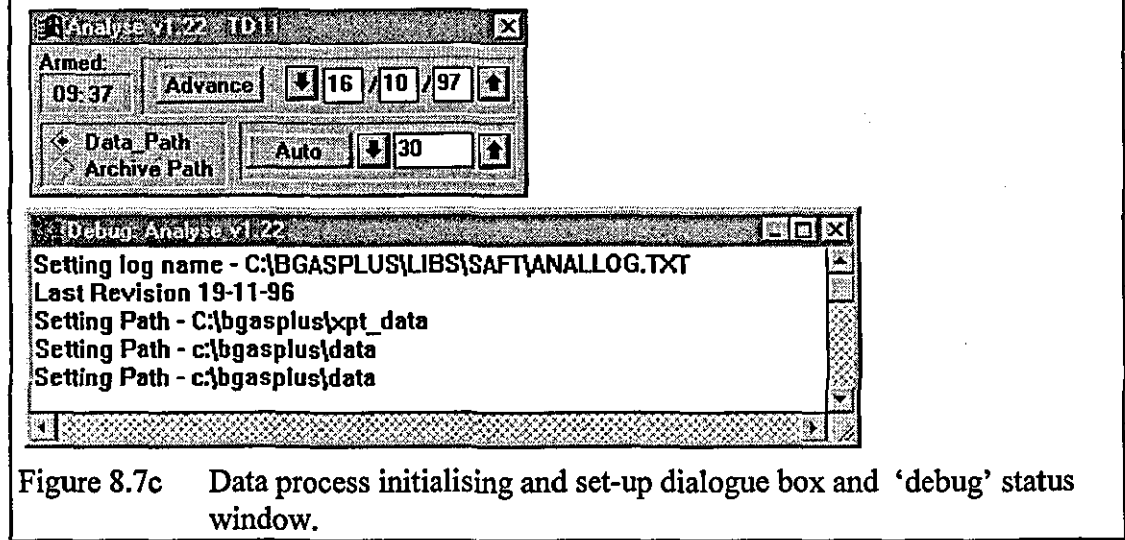 Analyse v1.22 - TD11
Armed:
09:37
Advance
16 / 10 / 97
Data_Path
Archive Path
Auto
30
Debug: Analyse v1.22
Setting log name - C:\BGASPLUS\LIBS\SAFT\ANALLOG.TXT
Last Revision 19-11-96
Setting Path - C:\bgasplus\xpt_data
Setting Path - c:\bgasplus\data
Setting Path - c:\bgasplus\data
Figure 8.7c Data process initialising and set-up dialogue box and ‘debug’ status
window.